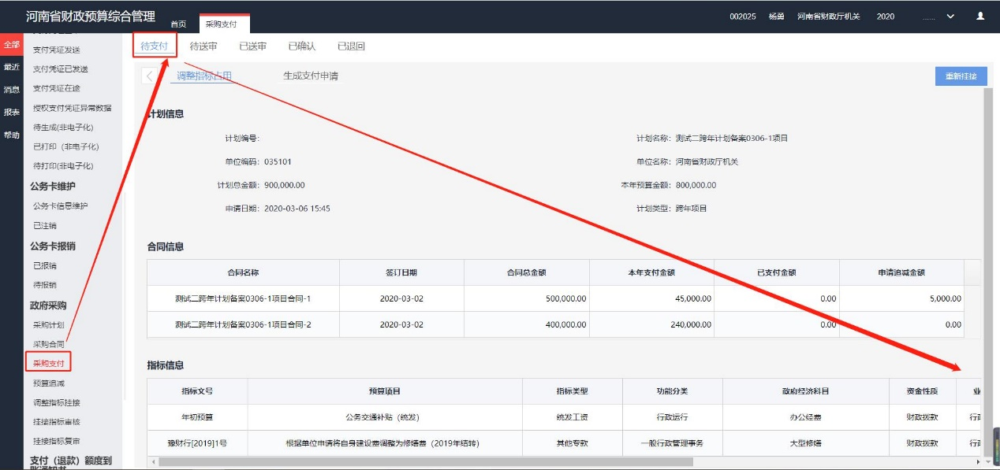 河南省财政预算综合管理
首页
采购支付
002025 杨勇 河南省财政厅机关 2020 ......
全部
最近
消息
报表
帮助
支付凭证发送
支付凭证已发送
支付凭证在途
授权支付凭证异常数据
待生成(非电子化)
已打印（非电子化）
待打印(非电子化)
公务卡维护
公务卡信息维护
已注销
公务卡报销
已报销
待报销
政府采购
采购计划
采购合同
采购支付
预算追减
调整指标挂接
挂接指标审核
挂接指标复审
支付（退款）额度到
账通知书
待支付 待送审 已送审 已确认 已退回
调整指标占用 生成支付申请
重新挂接
计划信息
计划编号:
计划名称: 测试二跨年计划备案0306-1项目
单位编码: 035101
单位名称: 河南省财政厅机关
计划总金额: 900,000.00
本年预算金额: 800,000.00
申请日期: 2020-03-06 15:45
计划类型: 跨年项目
合同信息
合同名称 签订日期 合同总金额 本年支付金额 已支付金额 申请追减金额
测试二跨年计划备案0306-1项目合同-1 2020-03-02 500,000.00 45,000.00 0.00 5,000.00
测试二跨年计划备案0306-1项目合同-2 2020-03-02 400,000.00 240,000.00 0.00 0.00
指标信息
指标文号 预算项目 指标类型 功能分类 政府经济科目 资金性质 业
年初预算 公务交通补贴（统发） 统发工资 行政运行 办公经费 财政拨款 行政
豫财行[2019]1号 根据单位申请将自身建设费调整为修缮费（2019年结转） 其他专款 一般行政管理事务 大型修缮 财政拨款 行政